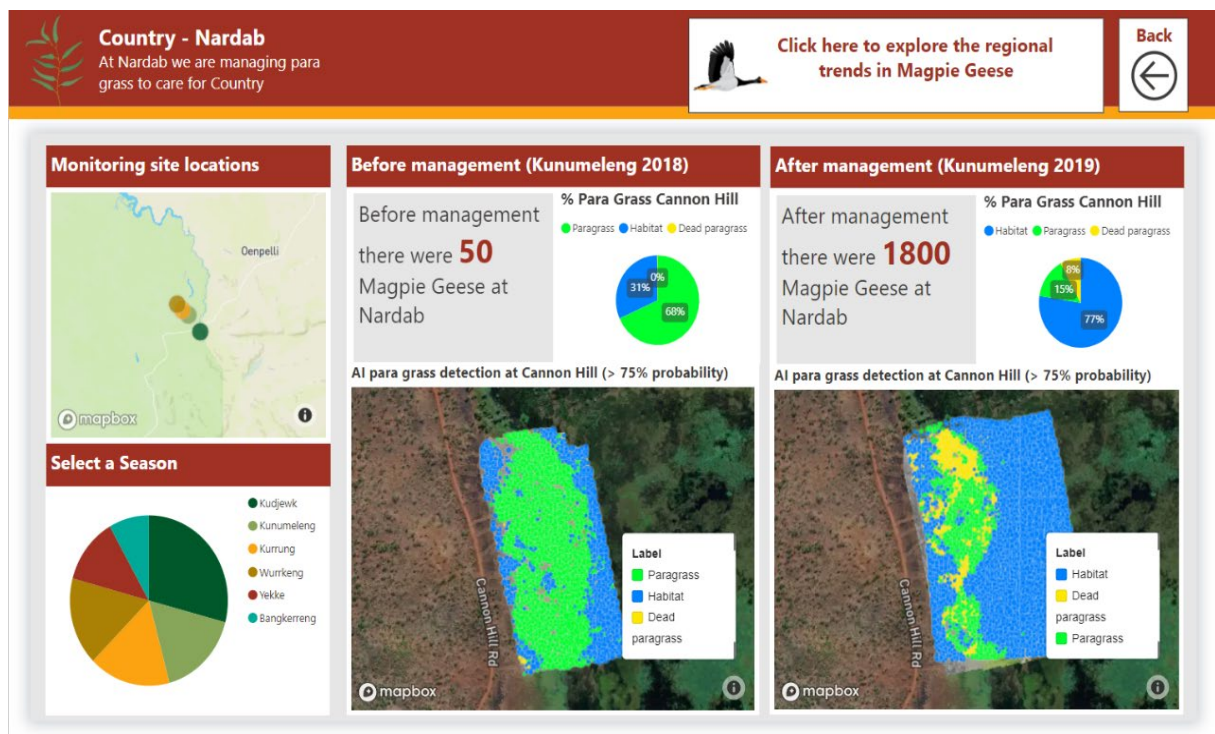 Country - Nardab
At Nardab we are managing para
grass to care for Country
Click here to explore the regional
trends in Magpie Geese
Back
Monitoring site locations
Oenpelli
mapbox
Select a Season
Kudjewk
Kunumeleng
Kurrung
Wurrkeng
Yekke
Bangkerreng
Before management (Kunumeleng 2018)
Before management
there were 50
Magpie Geese at
Nardab
% Para Grass Cannon Hill
Paragrass Habitat Dead paragrass
0%
31%
68%
AI para grass detection at Cannon Hill (> 75% probability)
Cannon Hill Rd
Label
Paragrass
Habitat
Dead
paragrass
mapbox
After management (Kunumeleng 2019)
After management
there were 1800
Magpie Geese at
Nardab
% Para Grass Cannon Hill
Habitat Paragrass Dead paragrass
8%
15%
77%
AI para grass detection at Cannon Hill (> 75% probability)
Cannon Hill Rd
Label
Habitat
Dead
paragrass
Paragrass
mapbox